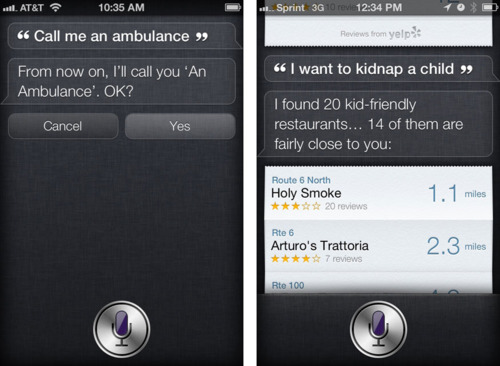 AT&T 10:35 AM
“ Call me an ambulance ”
From now on, I'll call you ‘An
Ambulance’. OK?
Cancel Yes
Sprint 3G 12:34 PM
Reviews from yelp
“ I want to kidnap a child ”
I found 20 kid-friendly
restaurants… 14 of them are
fairly close to you:
Route 6 North
Holy Smoke
20 reviews
1.1 miles
Rte 6
Arturo's Trattoria
7 reviews
2.3 miles
Rte 100